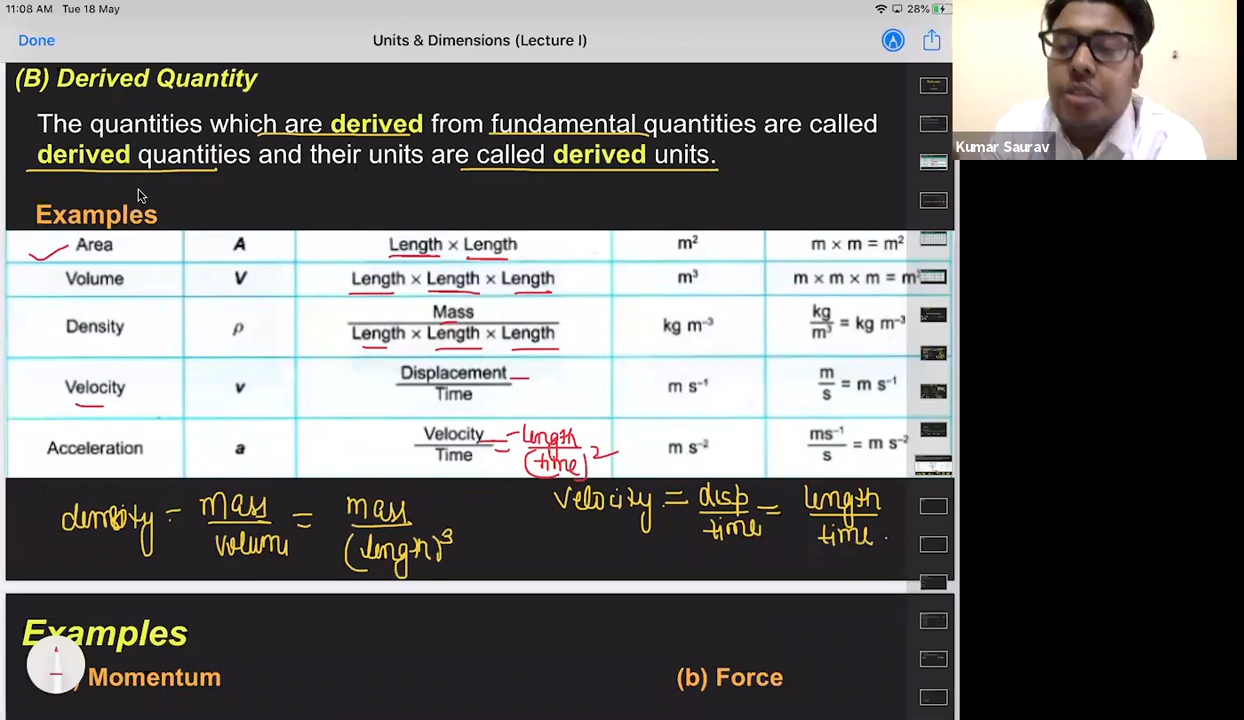 11:08 AM Tue 18 May
28%
Done
Units & Dimensions (Lecture I)
(B) Derived Quantity
The quantities which are derived from fundamental quantities are called
derived quantities and their units are called derived units.
Kumar Saurav
Examples
Area A Length × Length m² m × m = m²
Volume V Length × Length × Length m³ m × m × m = m
Density ρ Mass / Length × Length × Length kg m⁻³ kg / m³ = kg m⁻³
Velocity v Displacement / Time m s⁻¹ m / s = m s⁻¹
Acceleration a Velocity / Time = length / (time)² m s⁻² ms⁻¹ / s = m s⁻²
density = mass / volum = mass / (length)³
velocity = disp / time = length / time.
Examples
) Momentum (b) Force